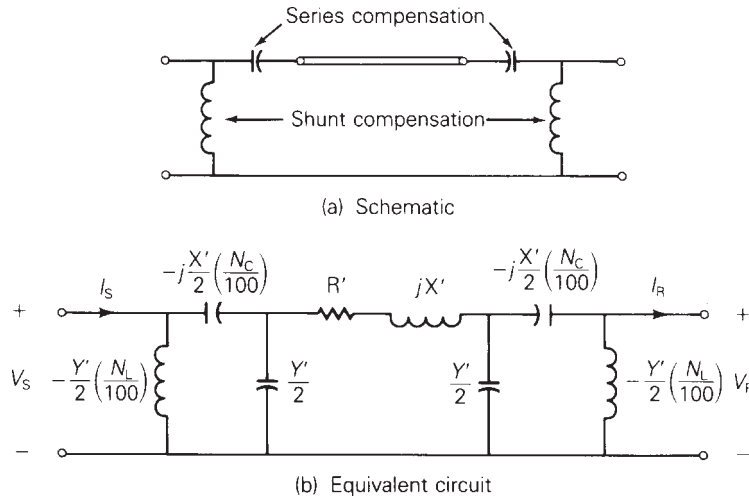 Series compensation
Shunt compensation
(a) Schematic
-j X'/2 (N_C/100)
-j X'/2 (N_C/100)
I_S
R'
jX'
I_R
+
+
V_S
-Y'/2 (N_L/100)
Y'/2
Y'/2
-Y'/2 (N_L/100)
−
−
(b) Equivalent circuit